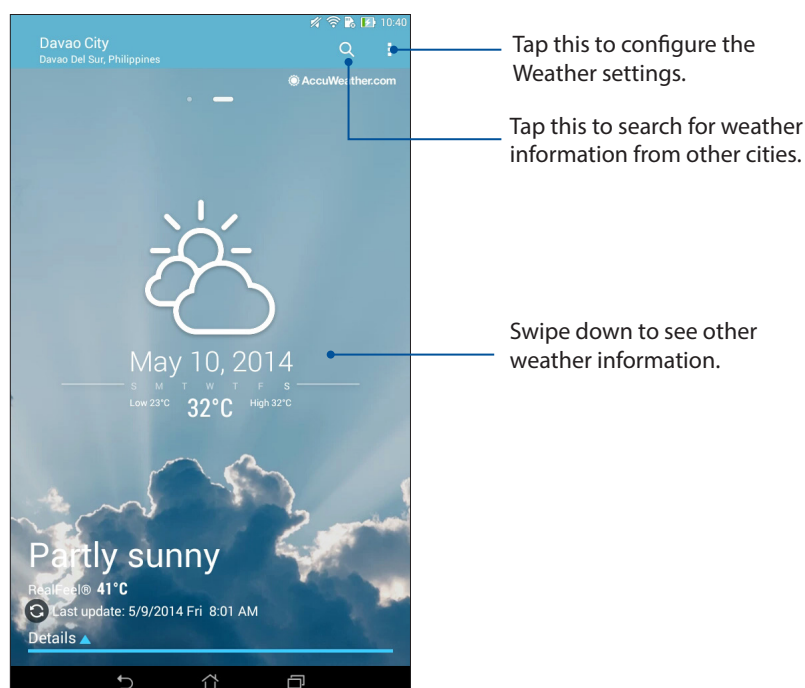 10:40
Davao City
Davao Del Sur, Philippines
AccuWeather.com
Tap this to configure the
Weather settings.
Tap this to search for weather
information from other cities.
May 10, 2014
S M T W T F S
Low 23°C 32°C High 32°C
Swipe down to see other
weather information.
Partly sunny
RealFeel® 41°C
Last update: 5/9/2014 Fri 8:01 AM
Details